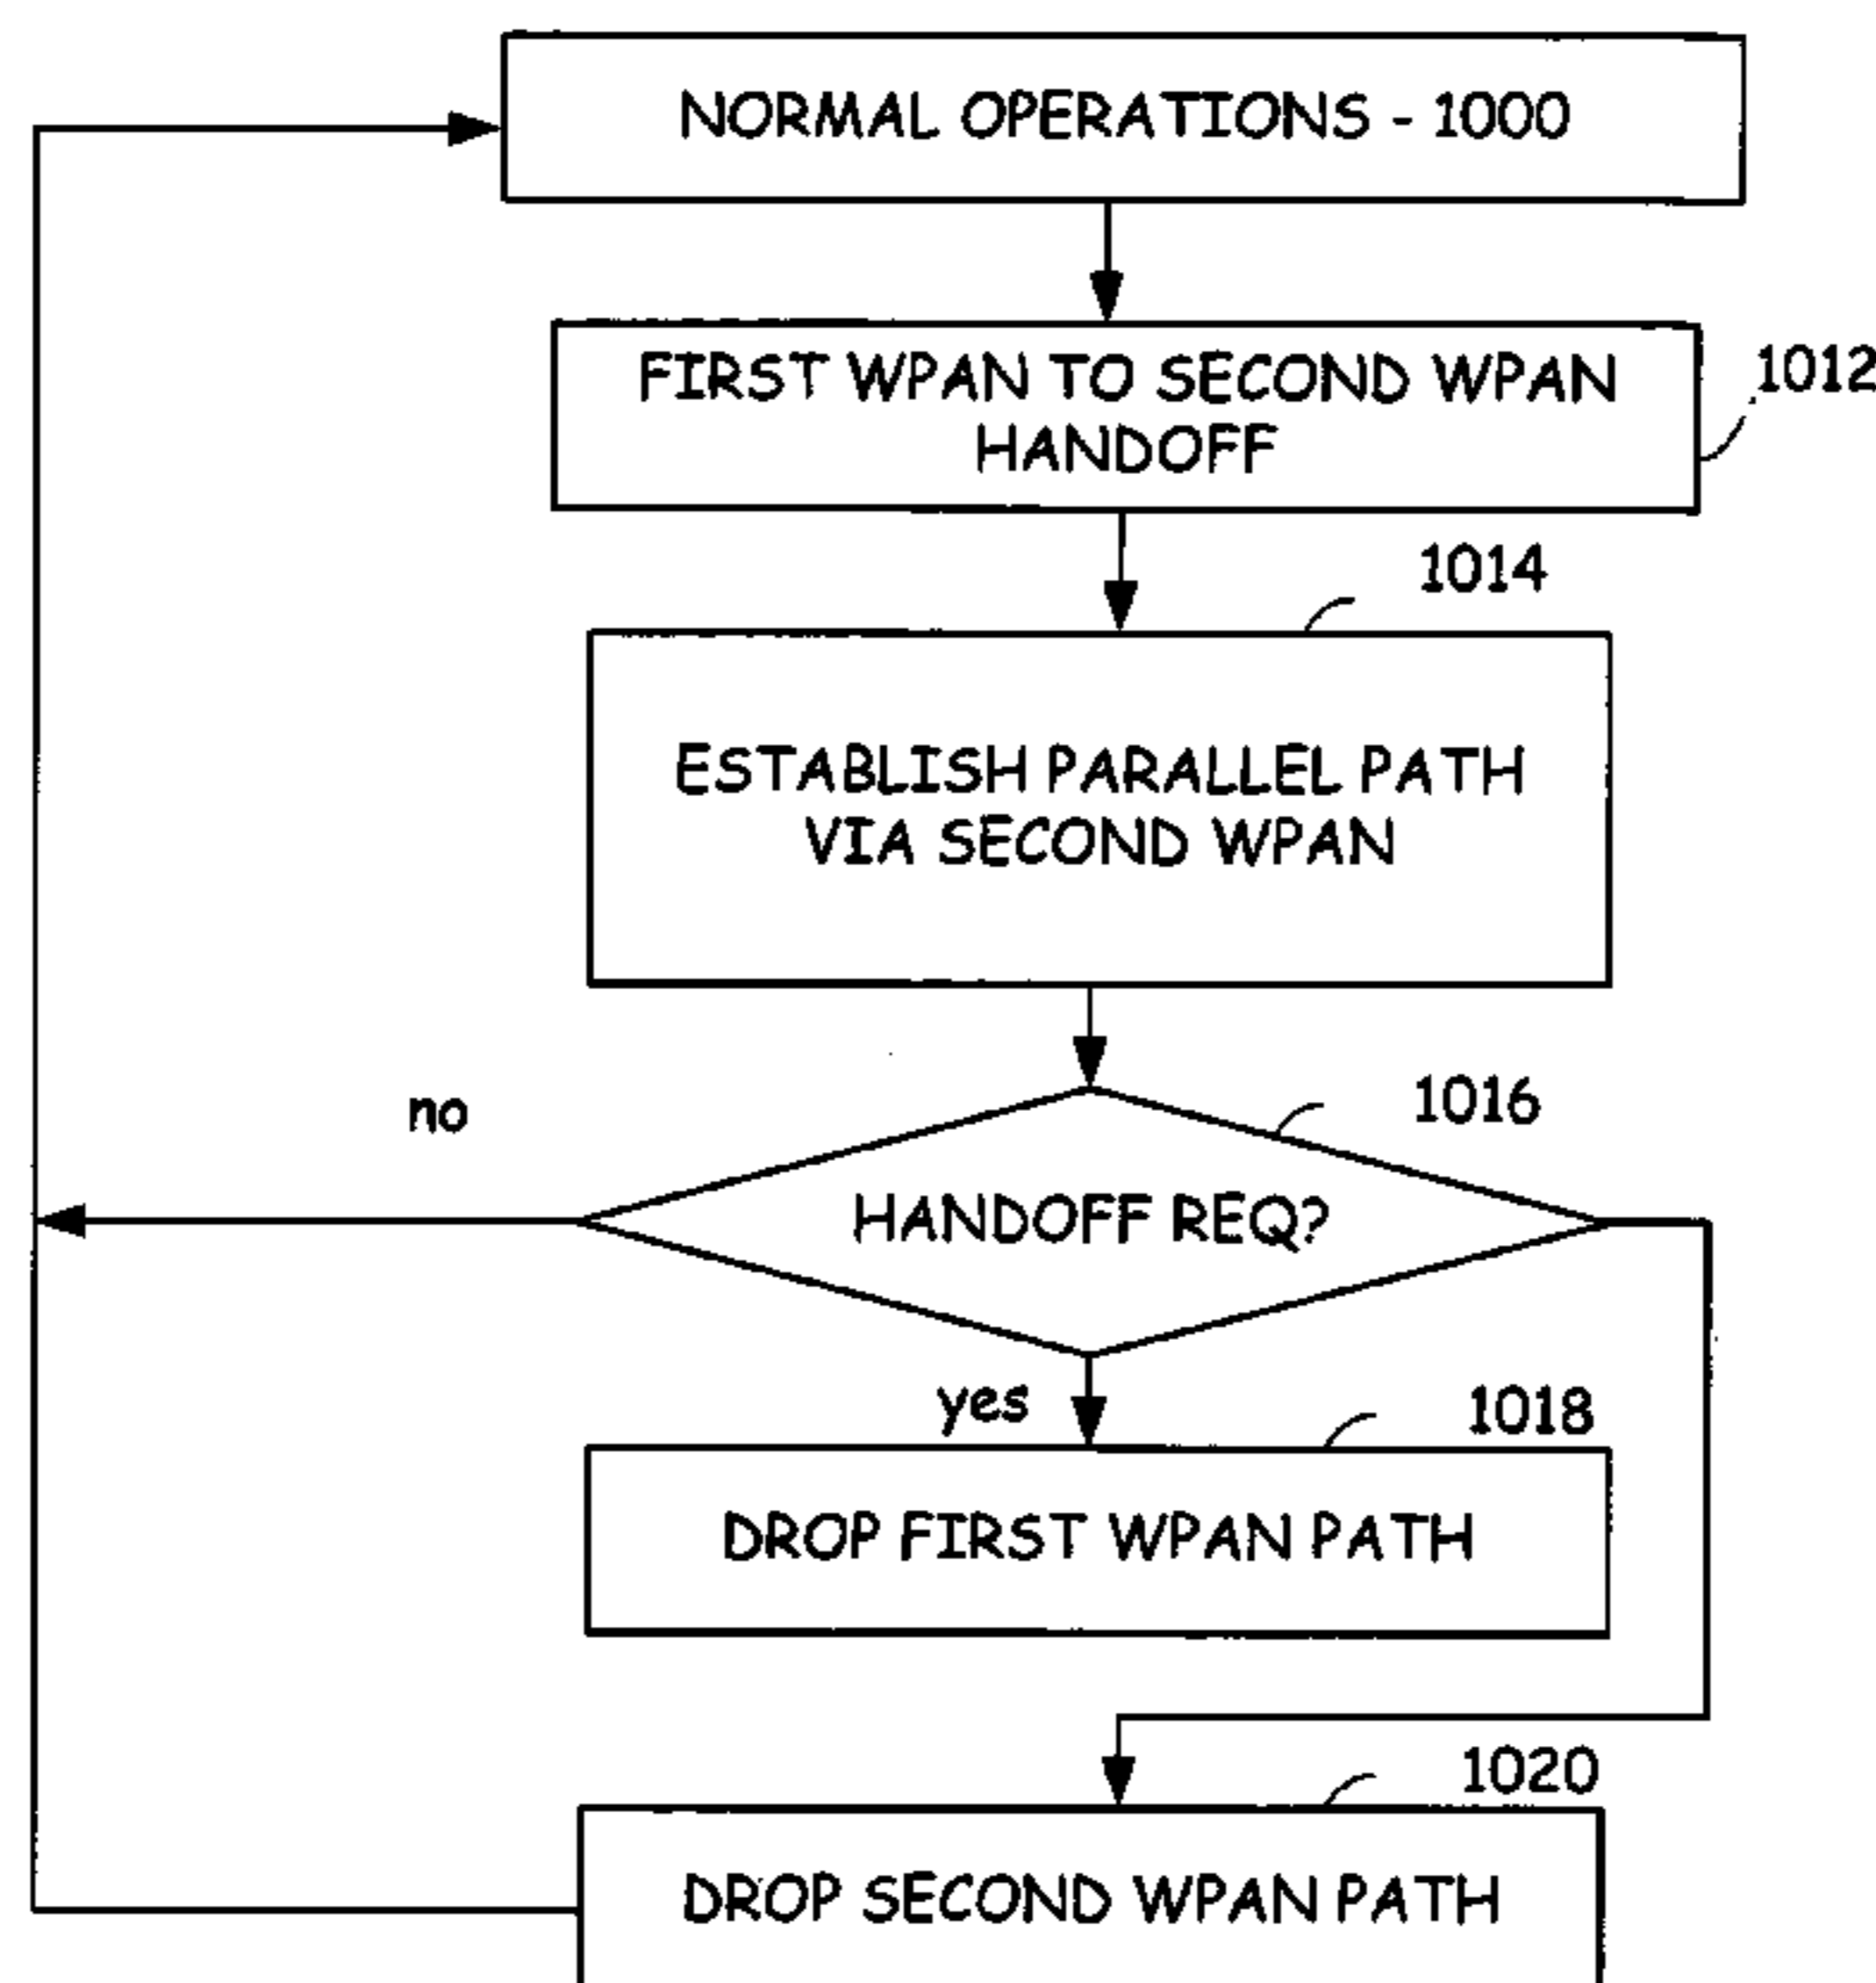 NORMAL OPERATIONS - 1000
FIRST WPAN TO SECOND WPAN
HANDOFF
1012
1014
ESTABLISH PARALLEL PATH
VIA SECOND WPAN
no
1016
HANDOFF REQ?
yes
1018
DROP FIRST WPAN PATH
1020
DROP SECOND WPAN PATH